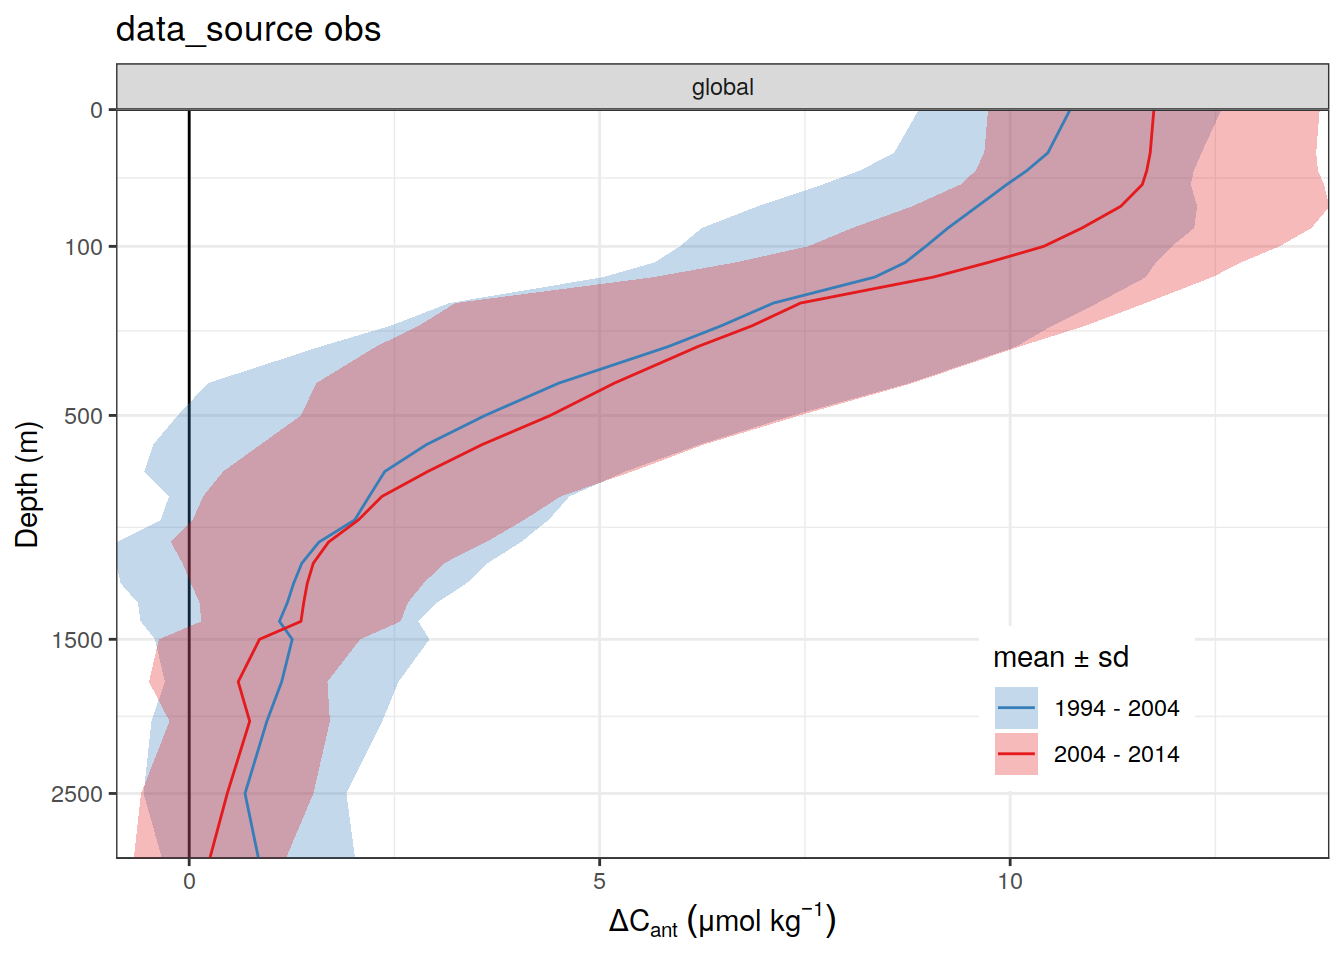 data_source obs
global
0
100
500
1500
2500
Depth (m)
mean ± sd
1994 - 2004
2004 - 2014
0 5 10
ΔCant (µmol kg−1)